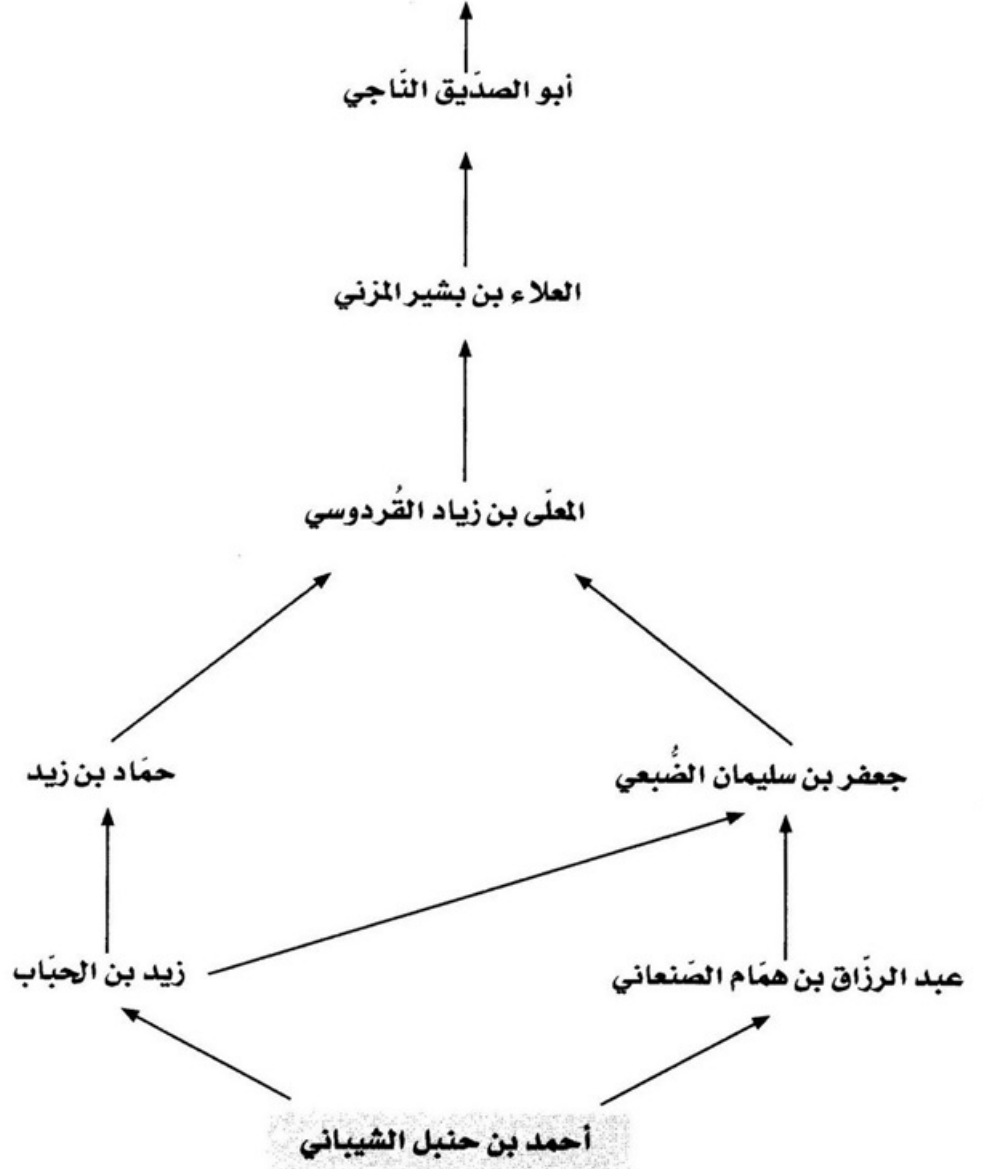 أبو الصدّيق النّاجي
العلاء بن بشير المزني
المعلّى بن زياد القُردوسي
جعفر بن سليمان الضُّبعي
حمّاد بن زيد
عبد الرزّاق بن همّام الصّنعاني
زيد بن الحبّاب
أحمد بن حنبل الشيباني